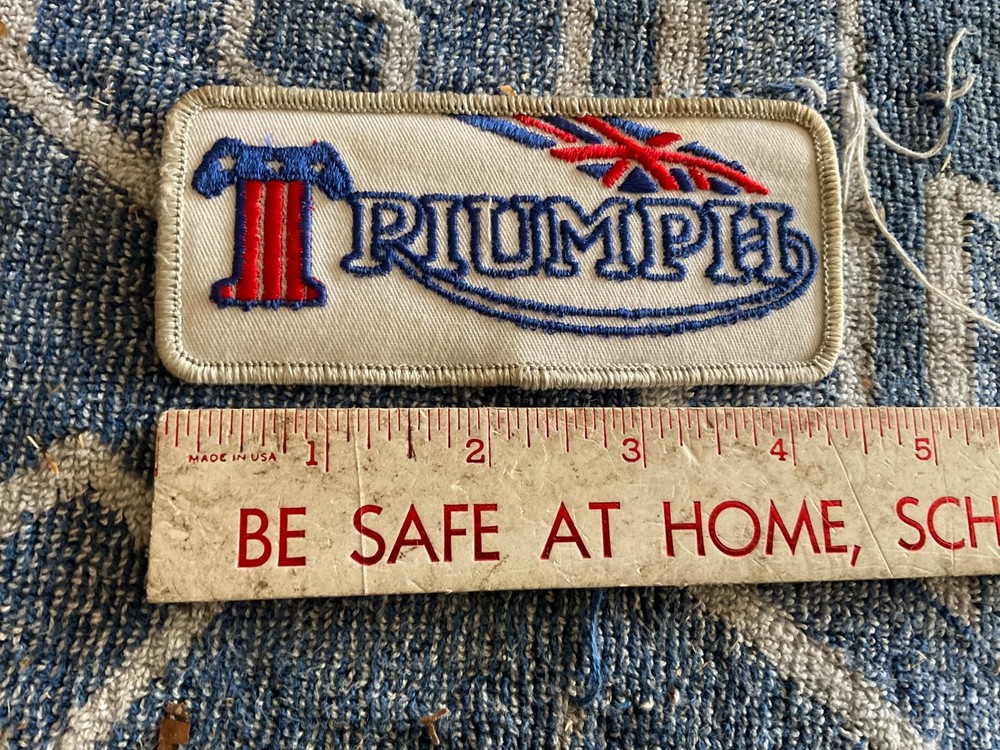 TRIUMPH
1 2 3 4 5
MADE IN USA
BE SAFE AT HOME, SCH